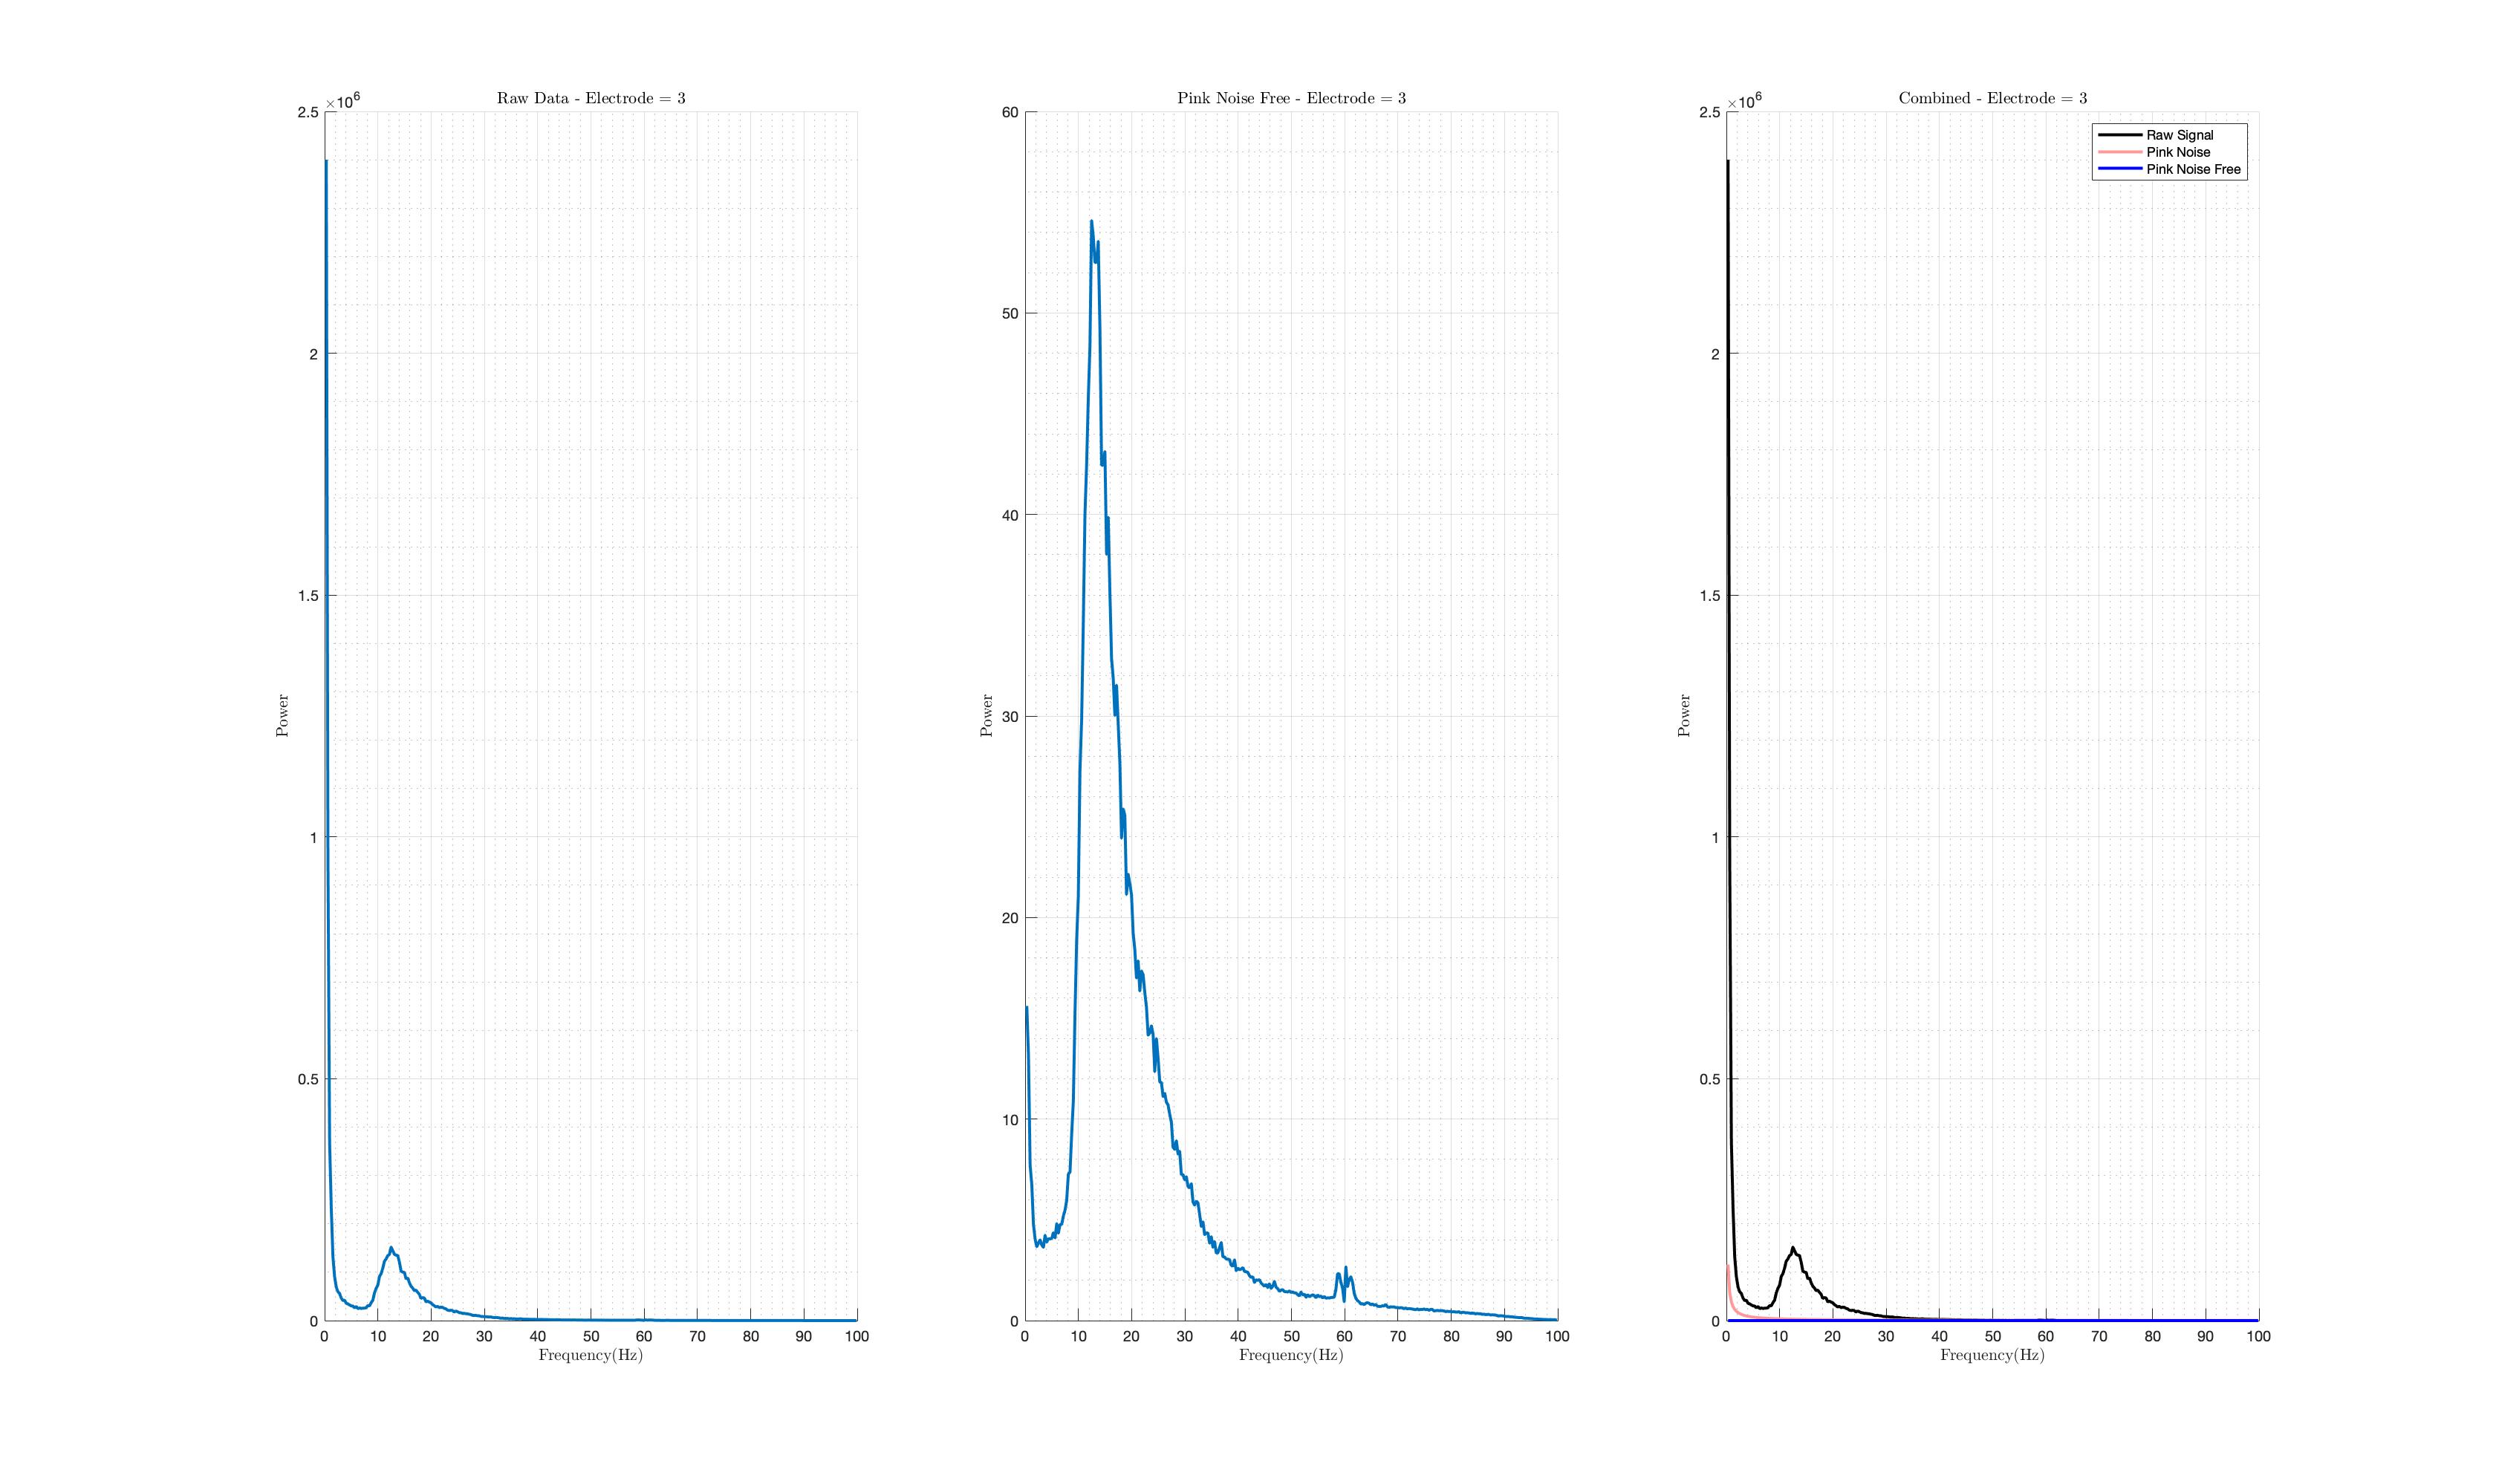 Raw Data - Electrode = 3
×10^6
2.5
2
1.5
1
0.5
0
0 10 20 30 40 50 60 70 80 90 100
Frequency(Hz)
Power
Pink Noise Free - Electrode = 3
60
50
40
30
20
10
0
0 10 20 30 40 50 60 70 80 90 100
Frequency(Hz)
Power
Combined - Electrode = 3
×10^6
2.5
2
1.5
1
0.5
0
0 10 20 30 40 50 60 70 80 90 100
Frequency(Hz)
Power
Raw Signal
Pink Noise
Pink Noise Free